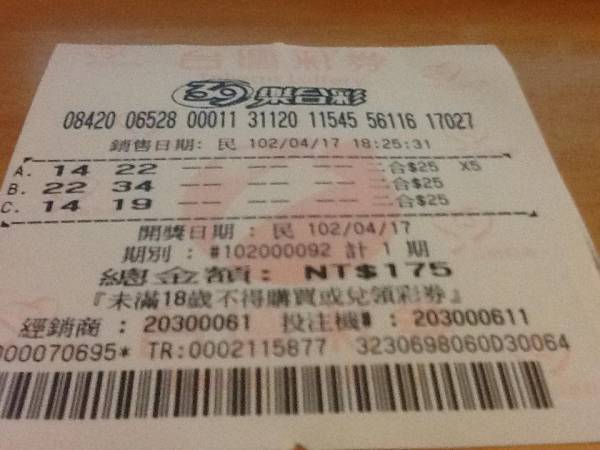 39樂合彩
08420 06528 00011 31120 11545 56116 17027
銷售日期: 民 102/04/17 18:25:31
A. 14 22 -- -- -- -- 二合$25 X5
B. 22 34 -- -- -- -- 二合$25
C. 14 19 -- -- -- -- 二合$25
開獎日期 : 民 102/04/17
期別 : #102000092 計 1 期
總金額: NT$175
『未滿18歲不得購買或兌領彩券』
經銷商 : 20300061 投注機# : 203000611
000070695* TR:0002115877 3230698060D30064